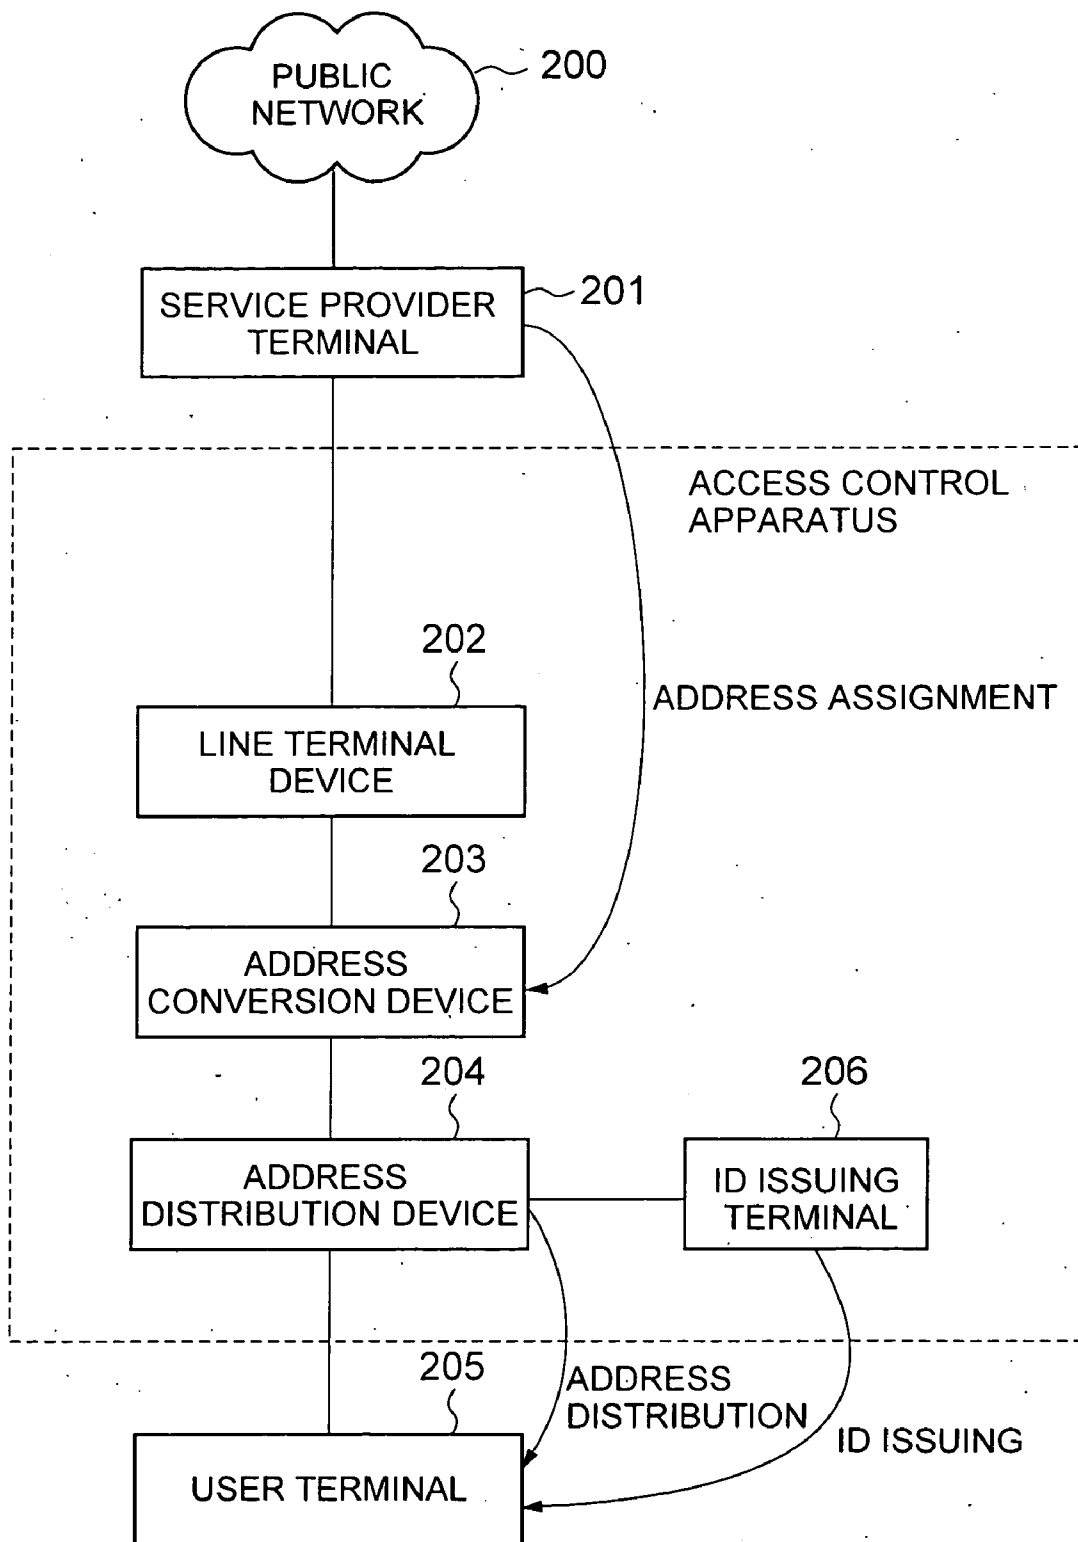 PUBLIC
NETWORK
200
SERVICE PROVIDER
TERMINAL
201
ACCESS CONTROL
APPARATUS
202
LINE TERMINAL
DEVICE
ADDRESS ASSIGNMENT
203
ADDRESS
CONVERSION DEVICE
204
ADDRESS
DISTRIBUTION DEVICE
206
ID ISSUING
TERMINAL
205
USER TERMINAL
ADDRESS
DISTRIBUTION
ID ISSUING